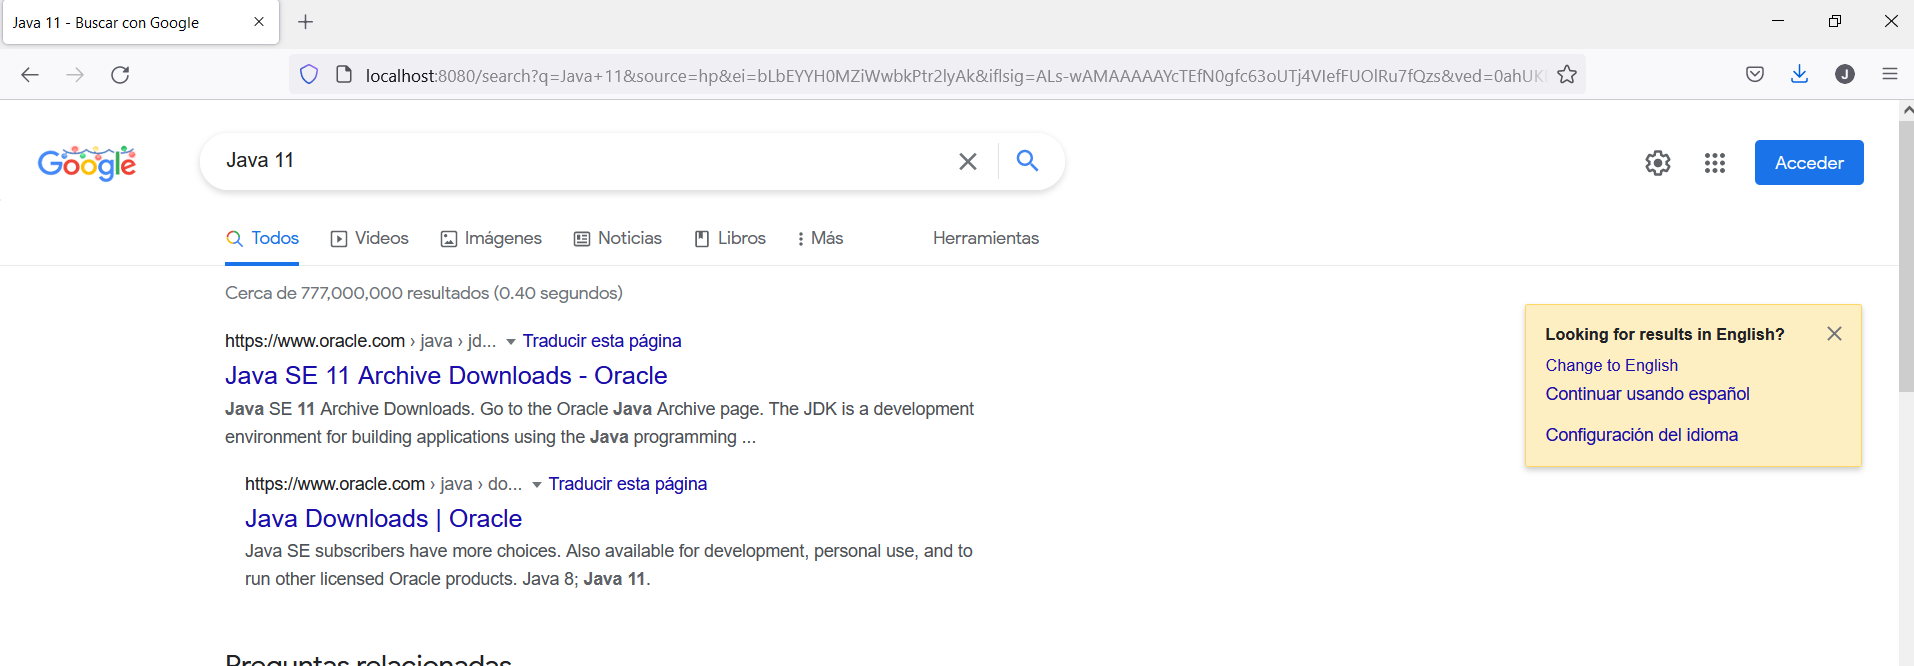 Java 11 - Buscar con Google
localhost:8080/search?q=Java+11&source=hp&ei=bLbEYYH0MZiWwbkPtr2lyAk&iflsig=ALs-wAMAAAAAYcTEfN0gfc63oUTj4VIefFUOlRu7fQzs&ved=0ahUK
J
Google
Java 11
Acceder
Todos Videos Imágenes Noticias Libros Más Herramientas
Cerca de 777,000,000 resultados (0.40 segundos)
https://www.oracle.com › java › jd... Traducir esta página
Java SE 11 Archive Downloads - Oracle
Java SE 11 Archive Downloads. Go to the Oracle Java Archive page. The JDK is a development
environment for building applications using the Java programming ...
https://www.oracle.com › java › do... Traducir esta página
Java Downloads | Oracle
Java SE subscribers have more choices. Also available for development, personal use, and to
run other licensed Oracle products. Java 8; Java 11.
Preguntas relacionadas
Looking for results in English?
Change to English
Continuar usando español
Configuración del idioma